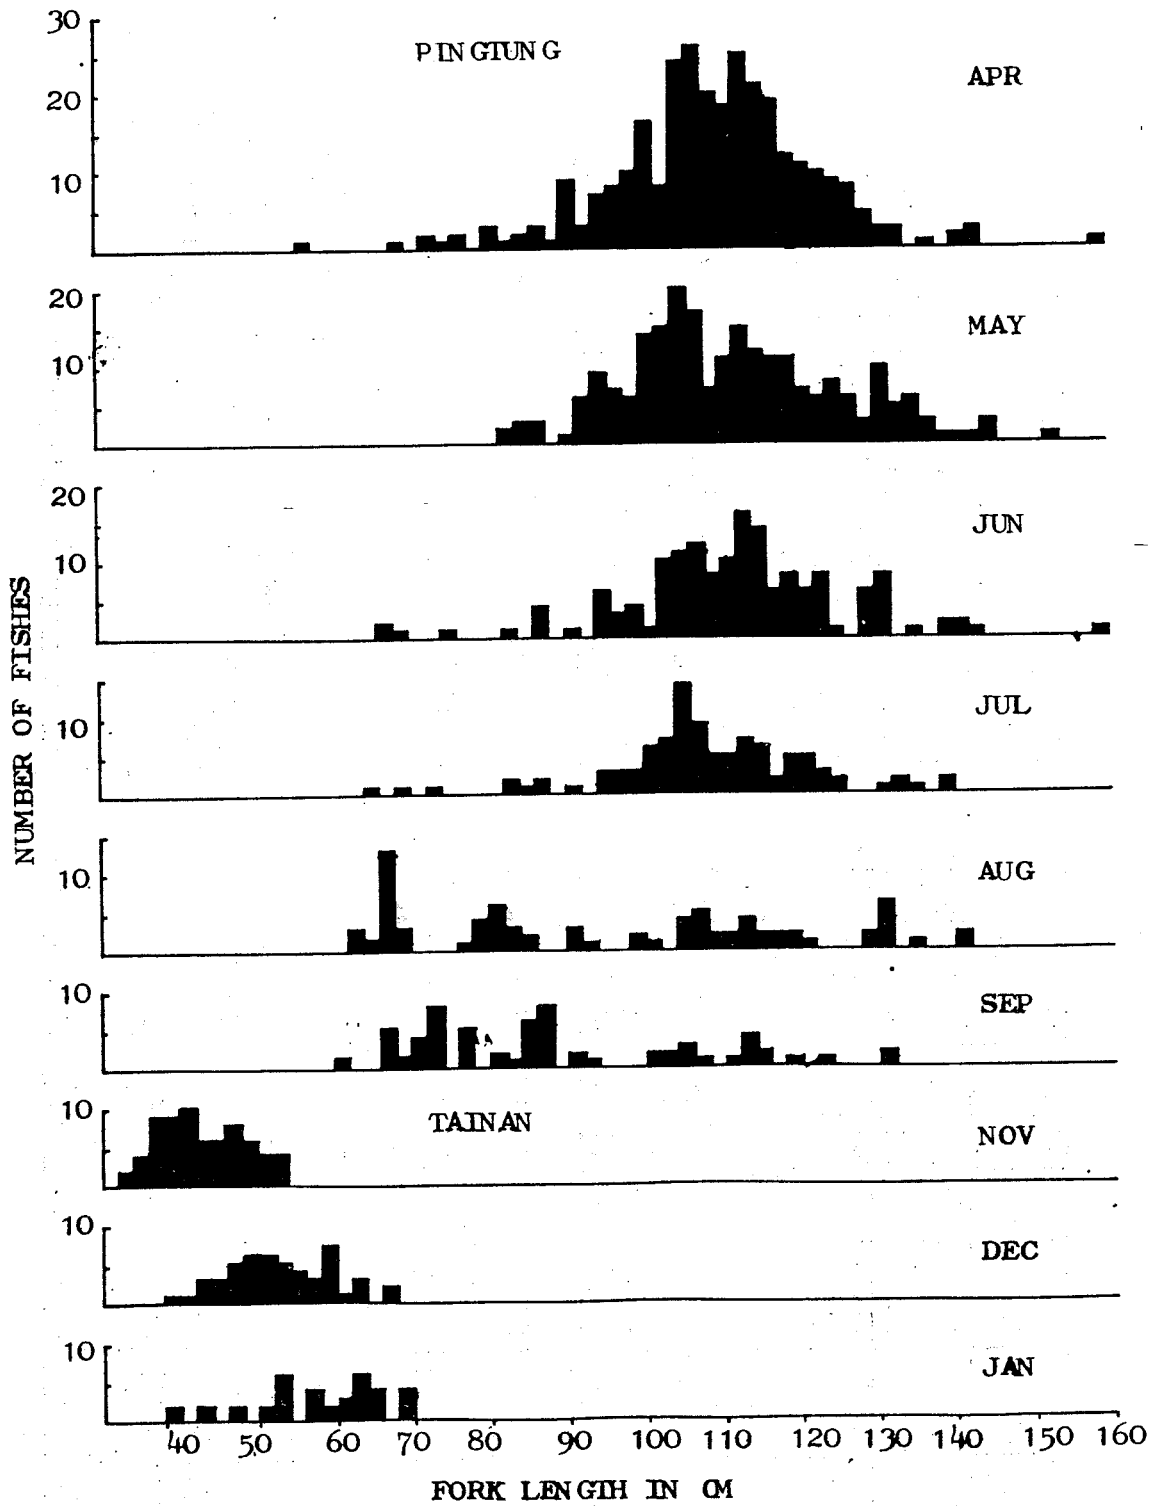 30
PINGTUNG
APR
20
10
20
MAY
10
20
JUN
10
NUMBER OF FISHES
JUL
10
AUG
10
10
SEP
10
TAINAN
NOV
10
DEC
10
JAN
40 50 60 70 80 90 100 110 120 130 140 150 160
FORK LENGTH IN CM